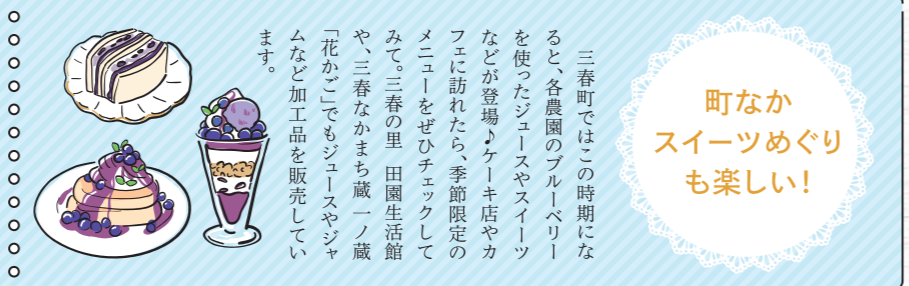 町なか
スイーツめぐり
も楽しい！
三春町ではこの時期にな
ると、各農園のブルーベリー
を使ったジュースやスイーツ
などが登場♪ケーキ店やカ
フェに訪れたら、季節限定の
メニューをぜひチェックして
みて。三春の里　田園生活館
や、三春なかまち蔵 一ノ蔵
「花かご」でもジュースやジャ
ムなど加工品を販売してい
ます。